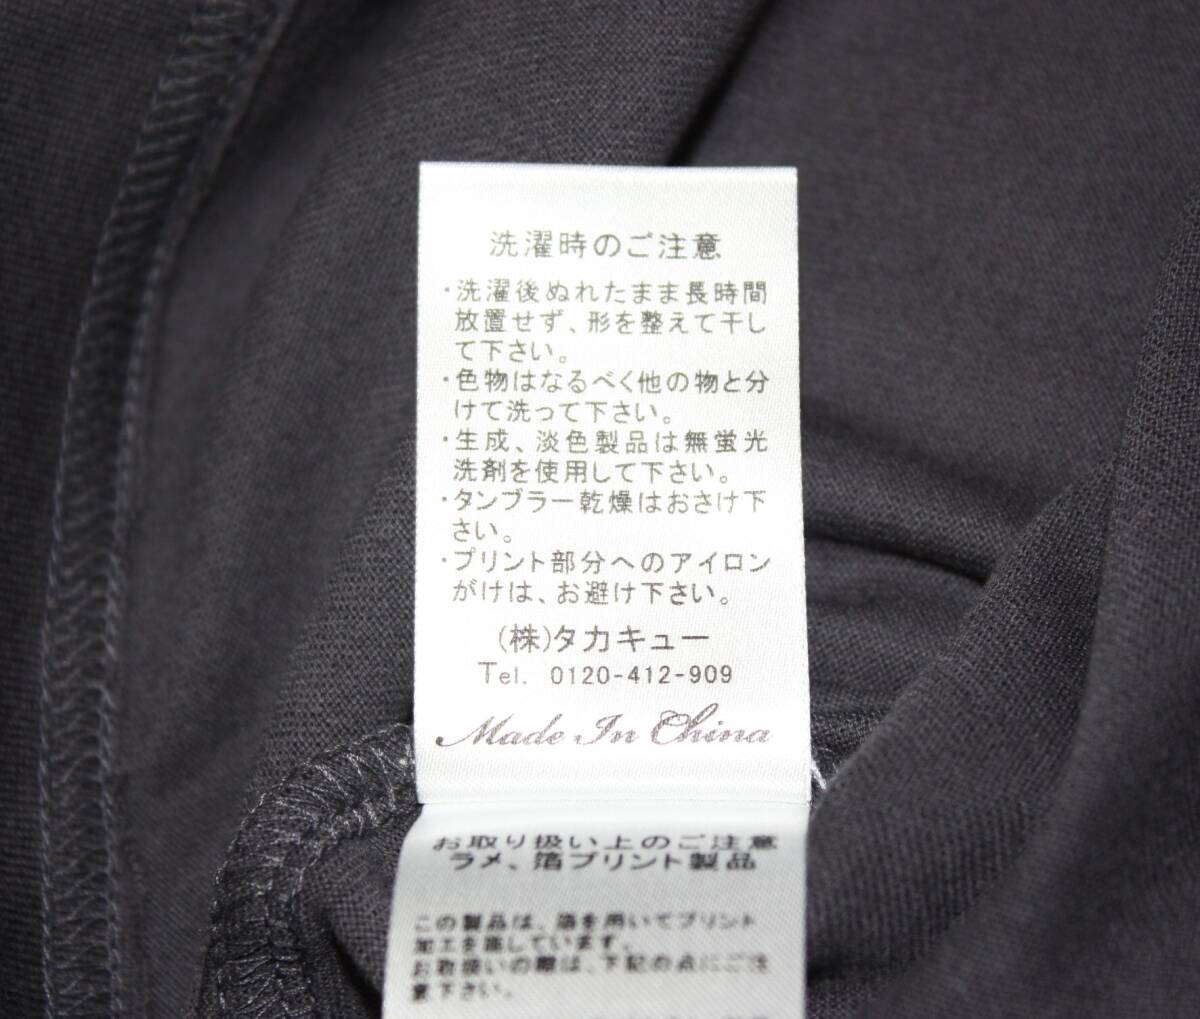 洗濯時のご注意
・洗濯後ぬれたまま長時間
放置せず、形を整えて干し
て下さい。
・色物はなるべく他の物と分
けて洗って下さい。
・生成、淡色製品は無蛍光
洗剤を使用して下さい。
・タンブラー乾燥はおさけ下
さい。
・プリント部分へのアイロン
がけは、お避け下さい。
(株)タカキュー
Tel. 0120-412-909
Made In China
お取り扱い上のご注意
ラメ、箔プリント製品
この製品は、箔を用いてプリント
加工を施しています。
お取扱いの際は、下記の点にご注
意下さい。